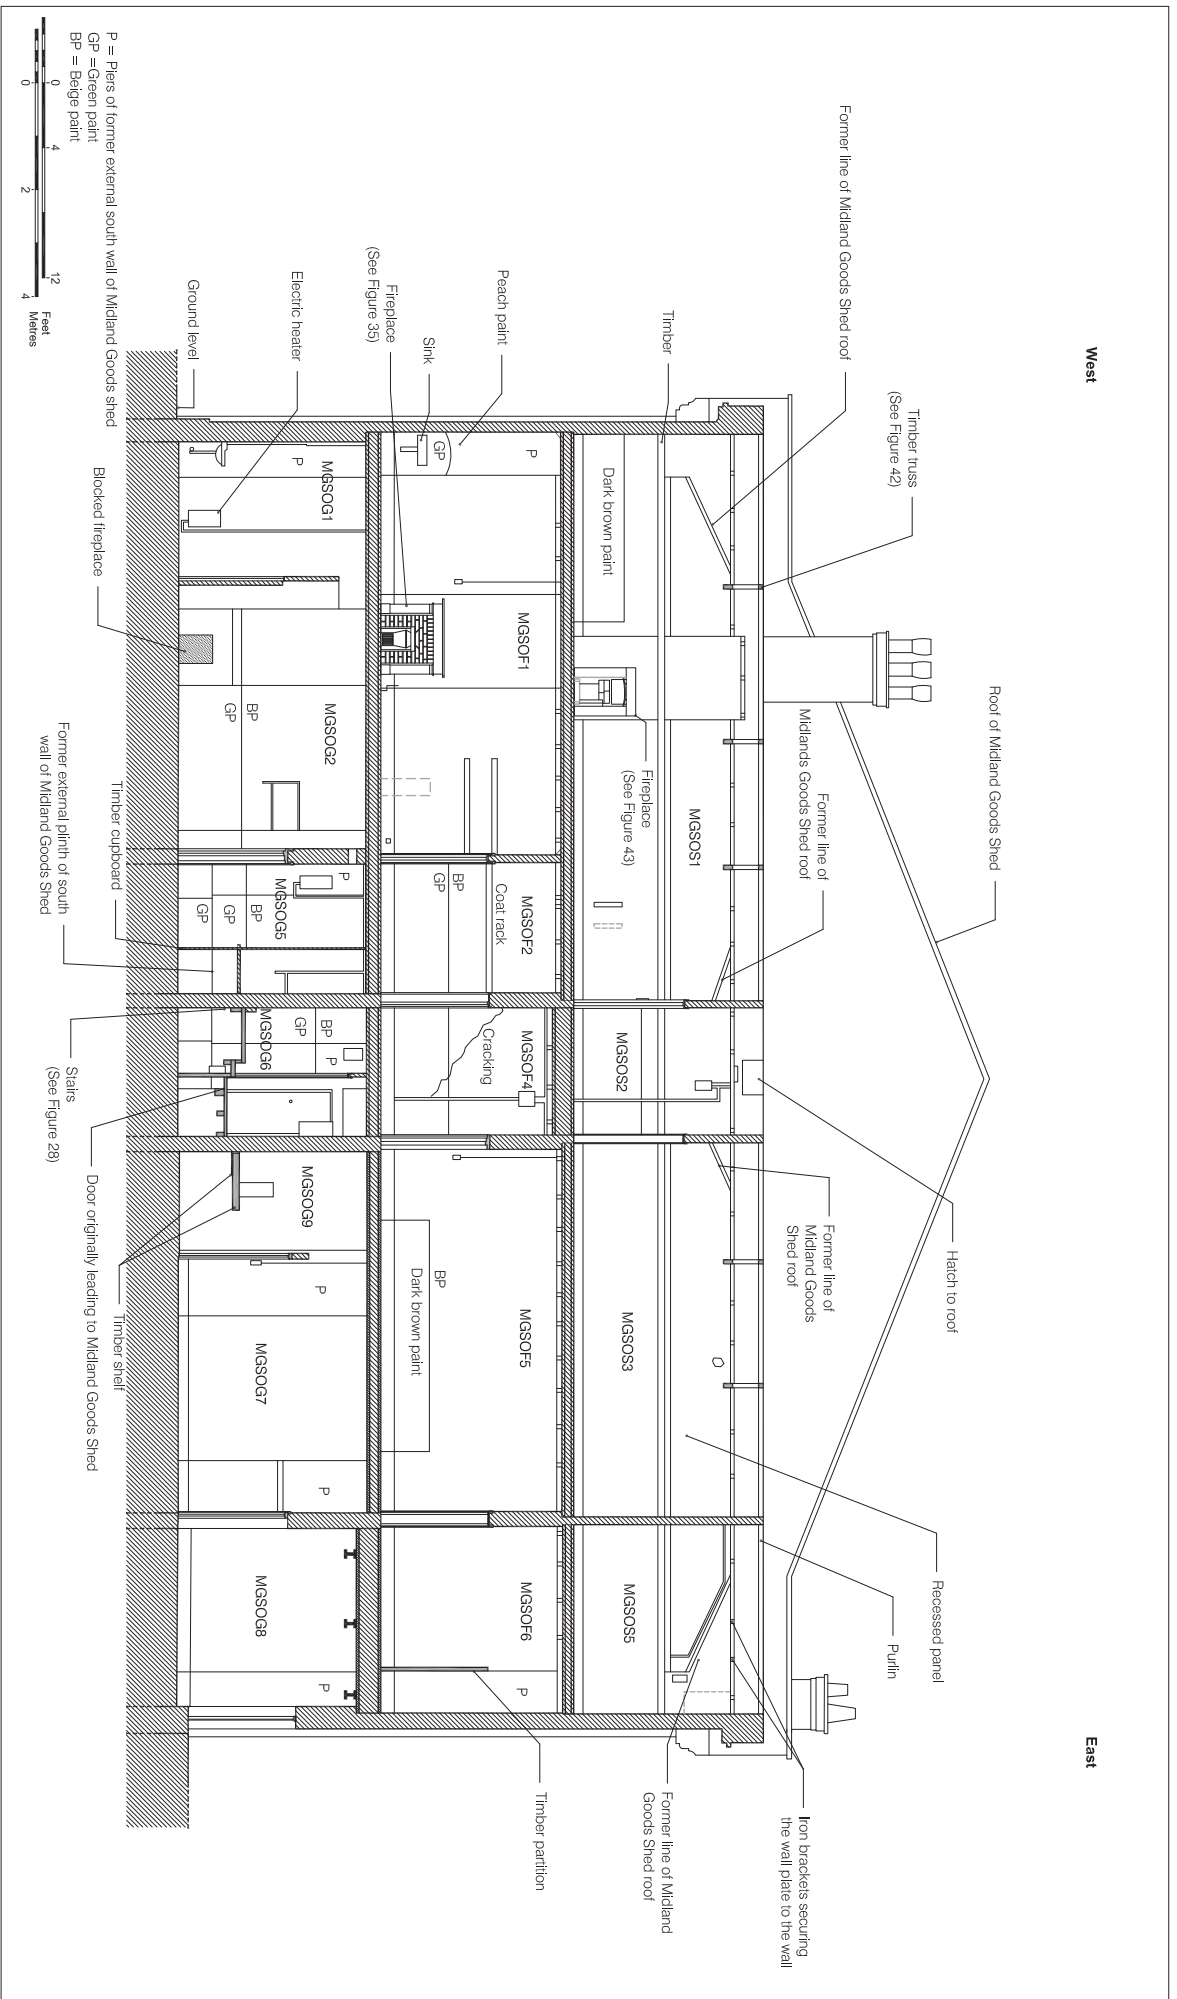 West
East
Roof of Midland Goods Shed
Hatch to roof
Recessed panel
Purlin
Former line of Midland Goods Shed roof
Timber truss
(See Figure 42)
Former line of
Midlands Goods Shed roof
Former line of
Midland Goods
Shed roof
Iron brackets securing
the wall plate to the wall
Timber
Dark brown paint
Fireplace
(See Figure 43)
MGSOS1
MGSOS2
MGSOS3
MGSOS5
Former line of Midland
Goods Shed roof
Peach paint
Sink
Fireplace
(See Figure 35)
P
GP
MGSOF1
MGSOF2
Coat rack
BP
GP
MGSOF4
Cracking
MGSOF5
BP
Dark brown paint
MGSOF6
P
Timber partition
Electric heater
Ground level
MGSOG1
P
MGSOG2
BP
GP
P
MGSOG5
BP
GP
GP
BP
GP
P
MGSOG6
MGSOG9
P
MGSOG7
P
MGSOG8
P
Blocked fireplace
Timber cupboard
Former external plinth of south
wall of Midland Goods Shed
Stairs
(See Figure 28)
Door originally leading to Midland Goods Shed
Timber shelf
P = Piers of former external south wall of Midland Goods shed
GP =Green paint
BP = Beige paint
0 4 12 Feet
0 2 4 Metres